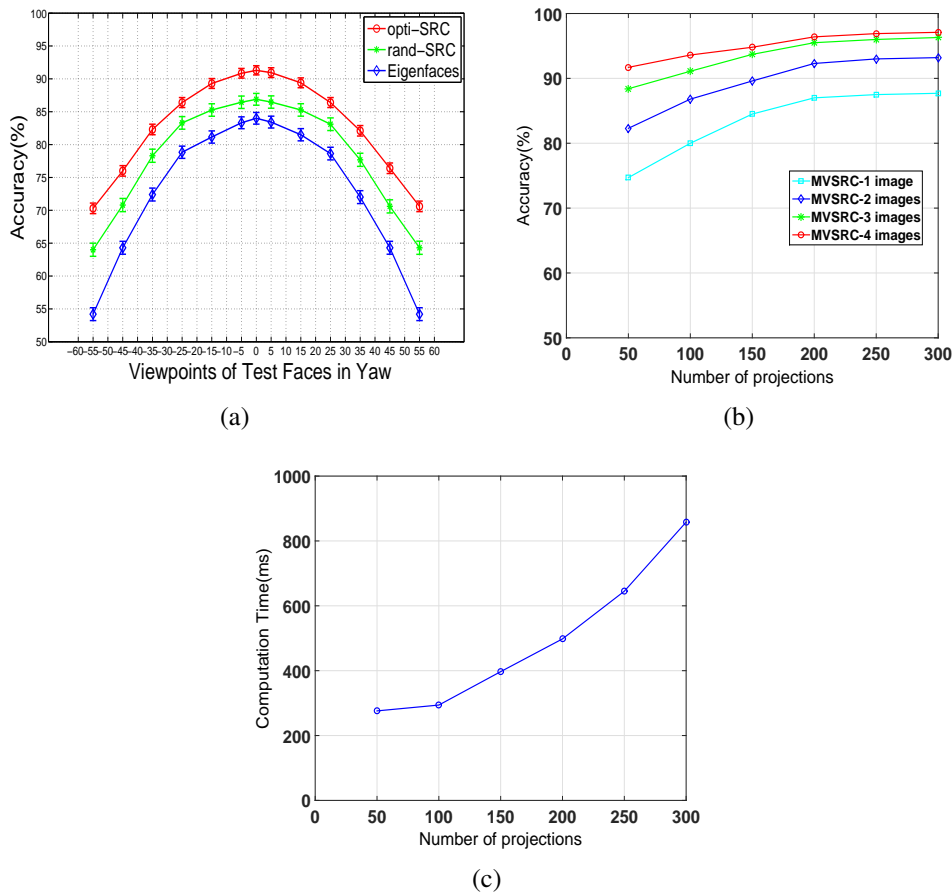 100
95
90
85
80
75
70
65
60
55
50
Accuracy(%)
opti-SRC
rand-SRC
Eigenfaces
-60-55-50-45-40-35-30-25-20-15-10-5 0 5 10 15 20 25 30 35 40 45 50 55 60
Viewpoints of Test Faces in Yaw
(a)
100
90
80
70
60
50
Accuracy(%)
MVSRC-1 image
MVSRC-2 images
MVSRC-3 images
MVSRC-4 images
0 50 100 150 200 250 300
Number of projections
(b)
1000
800
600
400
200
0
Computation Time(ms)
0 50 100 150 200 250 300
Number of projections
(c)